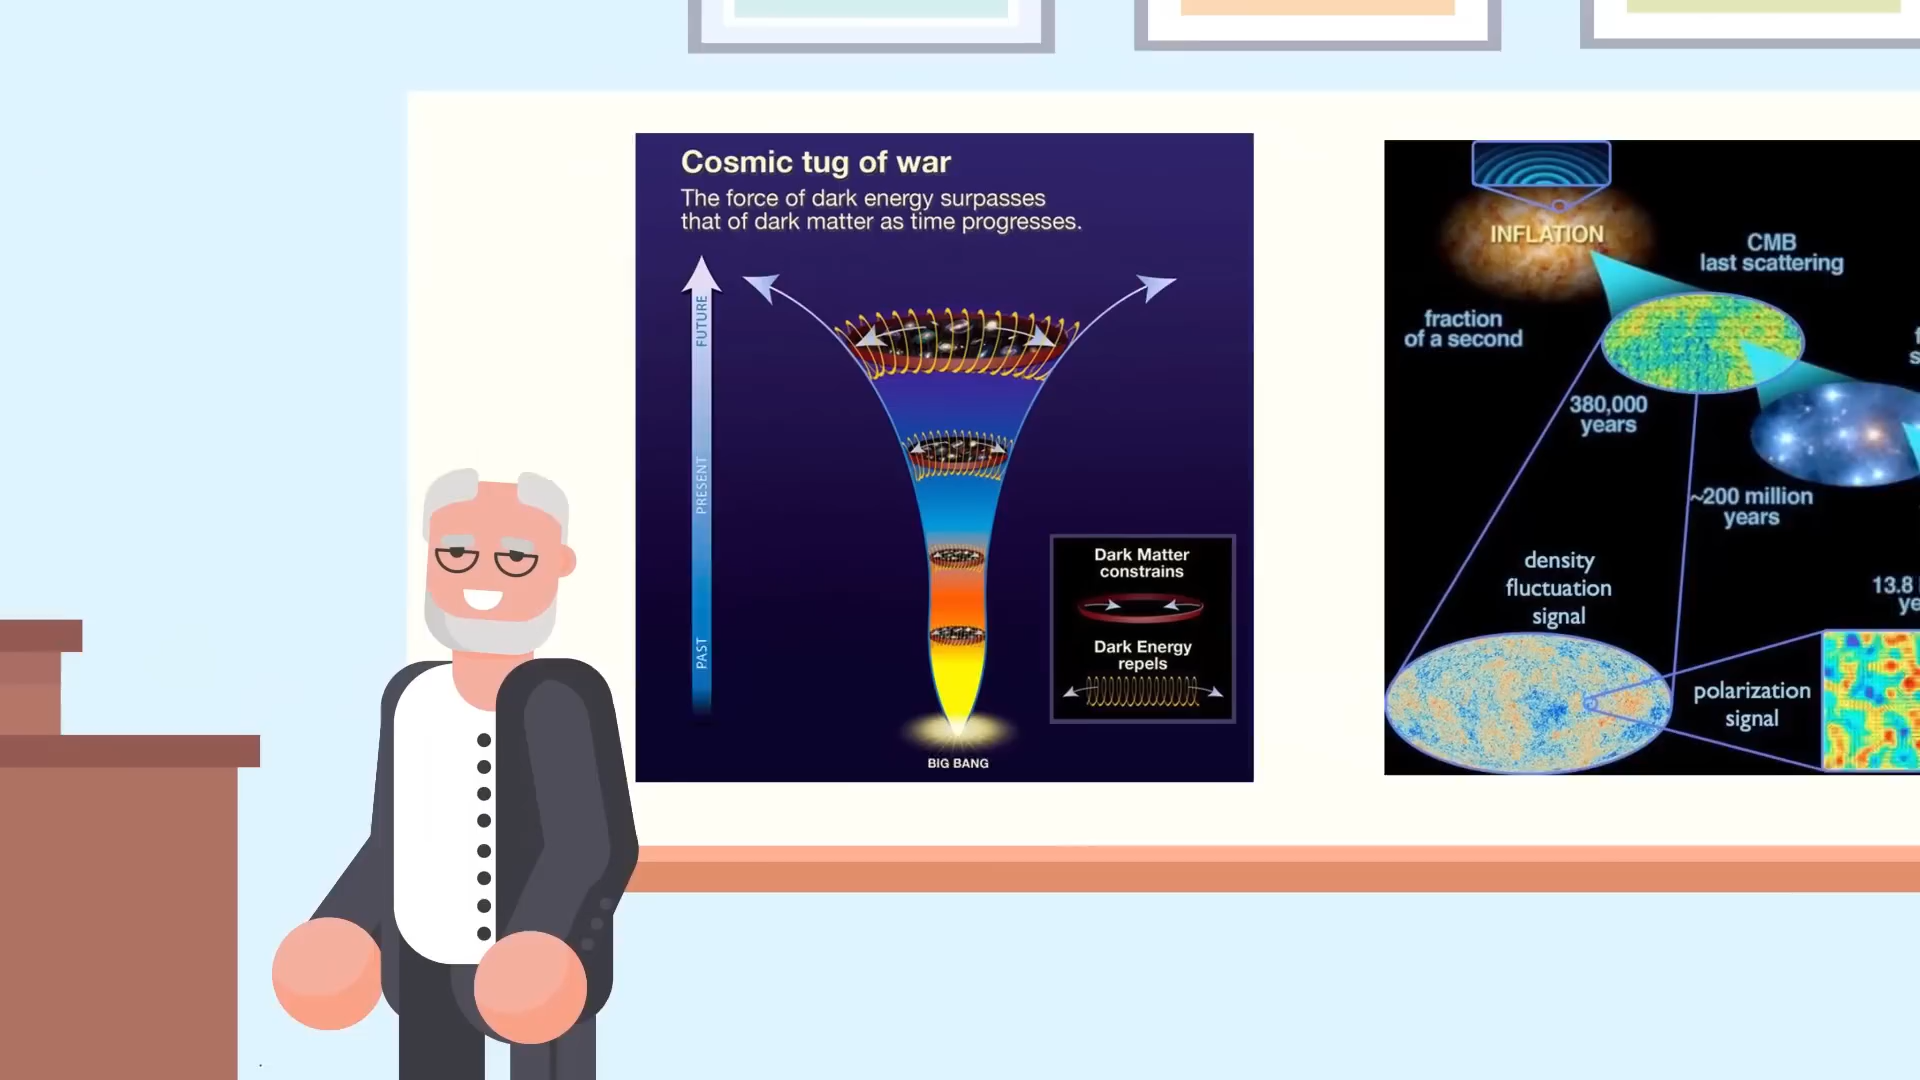 Cosmic tug of war
The force of dark energy surpasses
that of dark matter as time progresses.
FUTURE
PRESENT
PAST
Dark Matter
constrains
Dark Energy
repels
BIG BANG
INFLATION
CMB
last scattering
fraction
of a second
380,000
years
~200 million
years
density
fluctuation
signal
13.8
polarization
signal